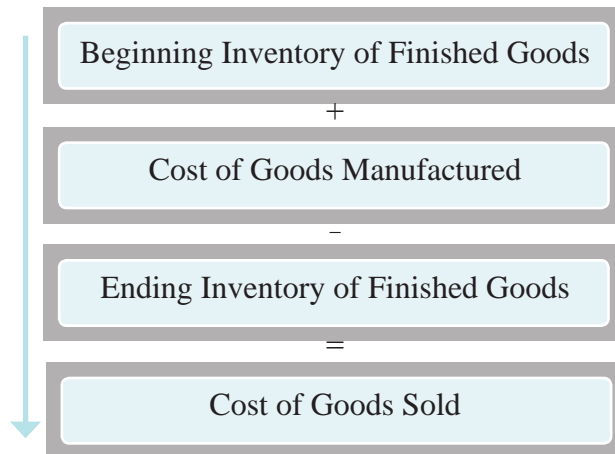 Beginning Inventory of Finished Goods
+
Cost of Goods Manufactured
-
Ending Inventory of Finished Goods
=
Cost of Goods Sold